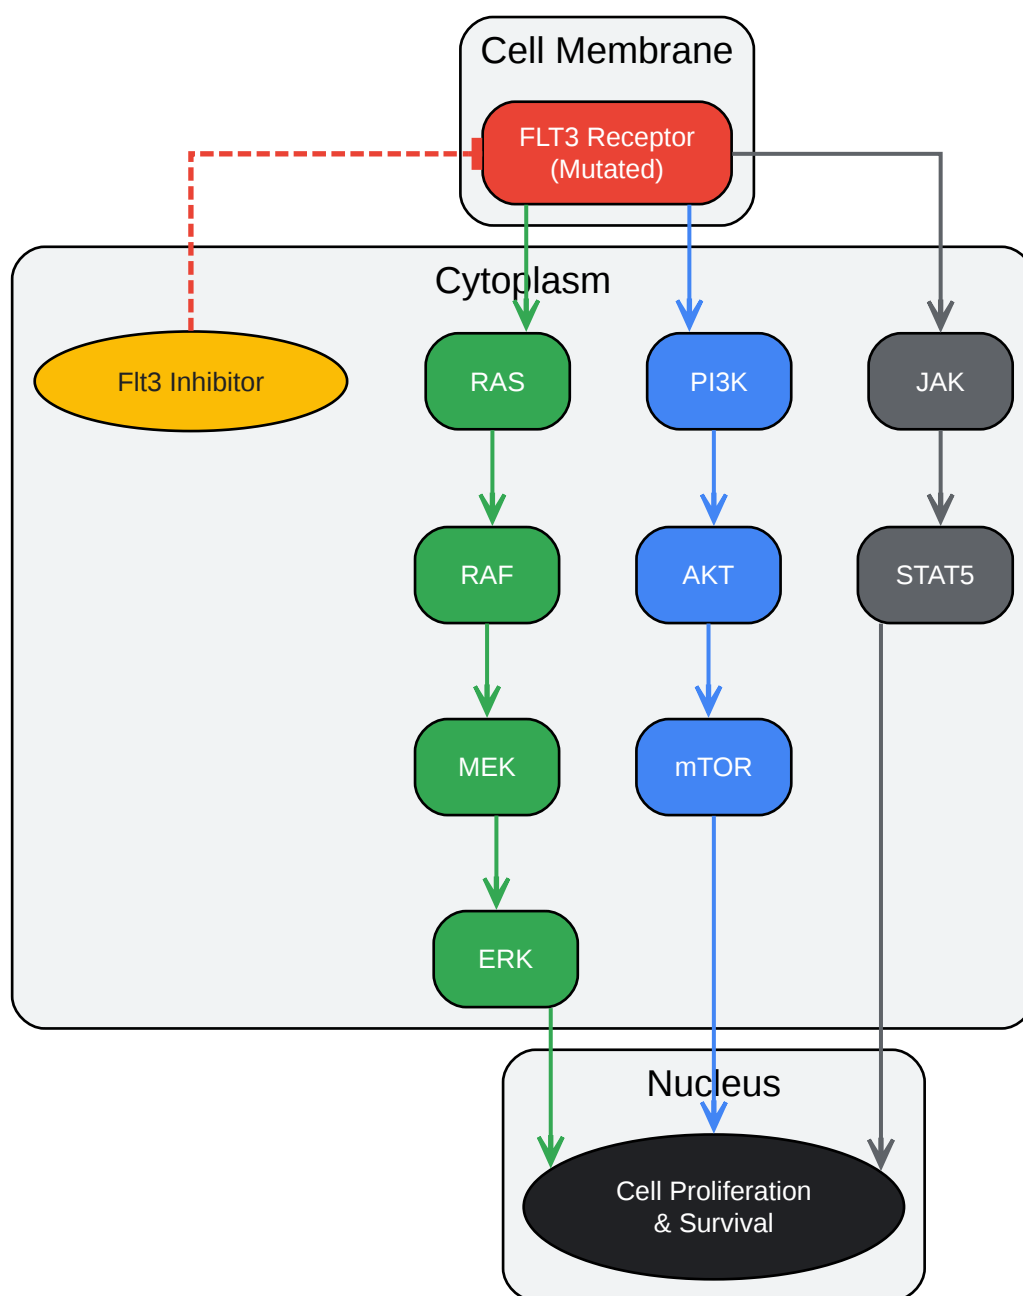 Cell Membrane
FLT3 Receptor
(Mutated)
Cytoplasm
Flt3 Inhibitor
RAS
PI3K
JAK
RAF
AKT
STAT5
MEK
mTOR
ERK
Nucleus
Cell Proliferation
& Survival